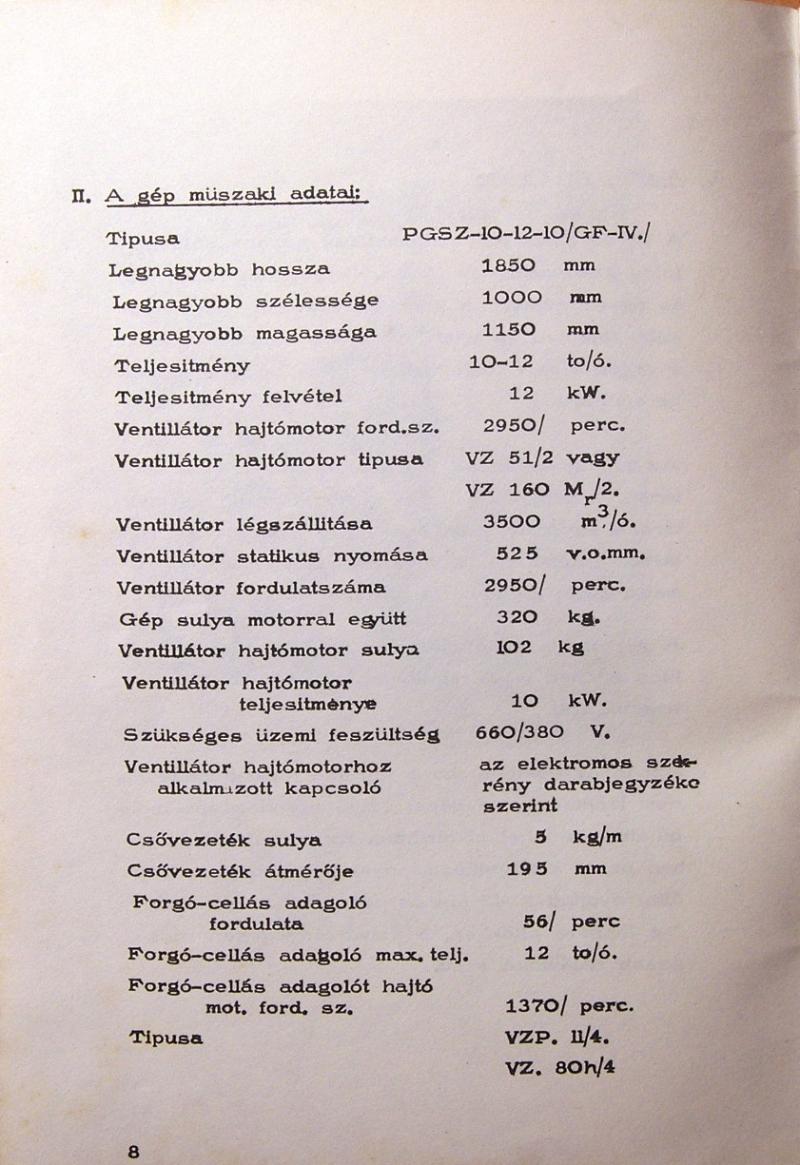 II. A gép müszaki adatai:
Tipusa PGSZ-10-12-10/GF-IV./
Legnagyobb hossza 1850 mm
Legnagyobb szélessége 1000 mm
Legnagyobb magassága 1150 mm
Teljesitmény 10-12 to/ó.
Teljesitmény felvétel 12 kW.
Ventillátor hajtómotor ford.sz. 2950/ perc.
Ventillátor hajtómotor tipusa VZ 51/2 vagy
VZ 160 Mr/2.
Ventillátor légszállitása 3500 m³./ó.
Ventillátor statikus nyomása 525 v.o.mm.
Ventillátor fordulatszáma 2950/ perc.
Gép sulya motorral együtt 320 kg.
Ventillátor hajtómotor sulya 102 kg
Ventillátor hajtómotor
teljesitménye 10 kW.
Szükséges üzemi feszültség 660/380 V.
Ventillátor hajtómotorhoz az elektromos szek-
alkalmazott kapcsoló rény darabjegyzéke
szerint
Csővezeték sulya 5 kg/m
Csővezeték átmérője 195 mm
Forgó-cellás adagoló
fordulata 56/ perc
Forgó-cellás adagoló max. telj. 12 to/ó.
Forgó-cellás adagolót hajtó
mot. ford. sz. 1370/ perc.
Tipusa VZP. 11/4.
VZ. 80h/4
8